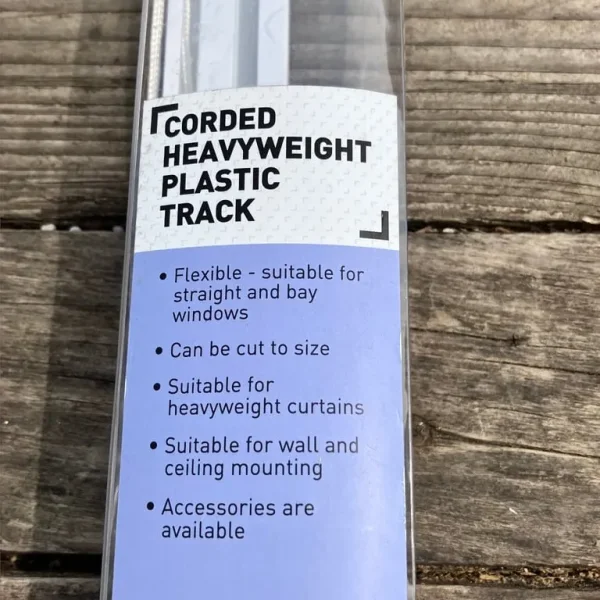 CORDED
HEAVYWEIGHT
PLASTIC
TRACK
• Flexible - suitable for
straight and bay
windows
• Can be cut to size
• Suitable for
heavyweight curtains
• Suitable for wall and
ceiling mounting
• Accessories are
available